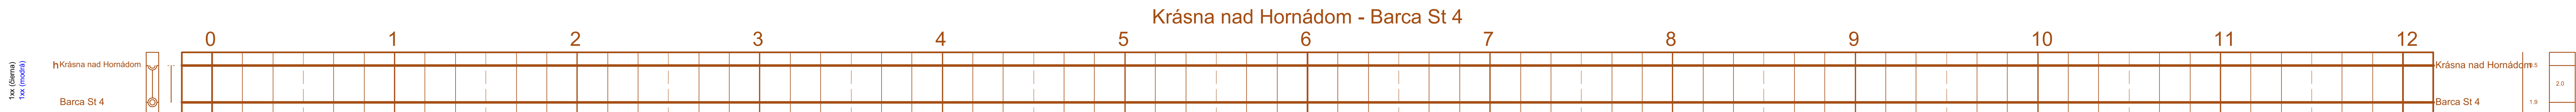 Krásna nad Hornádom - Barca St 4
0 1 2 3 4 5 6 7 8 9 10 11 12
1xx (čierna)
1xx (modrá)
h Krásna nad Hornádom
Krásna nad Hornádom
2.0
Barca St 4
Barca St 4
1.9